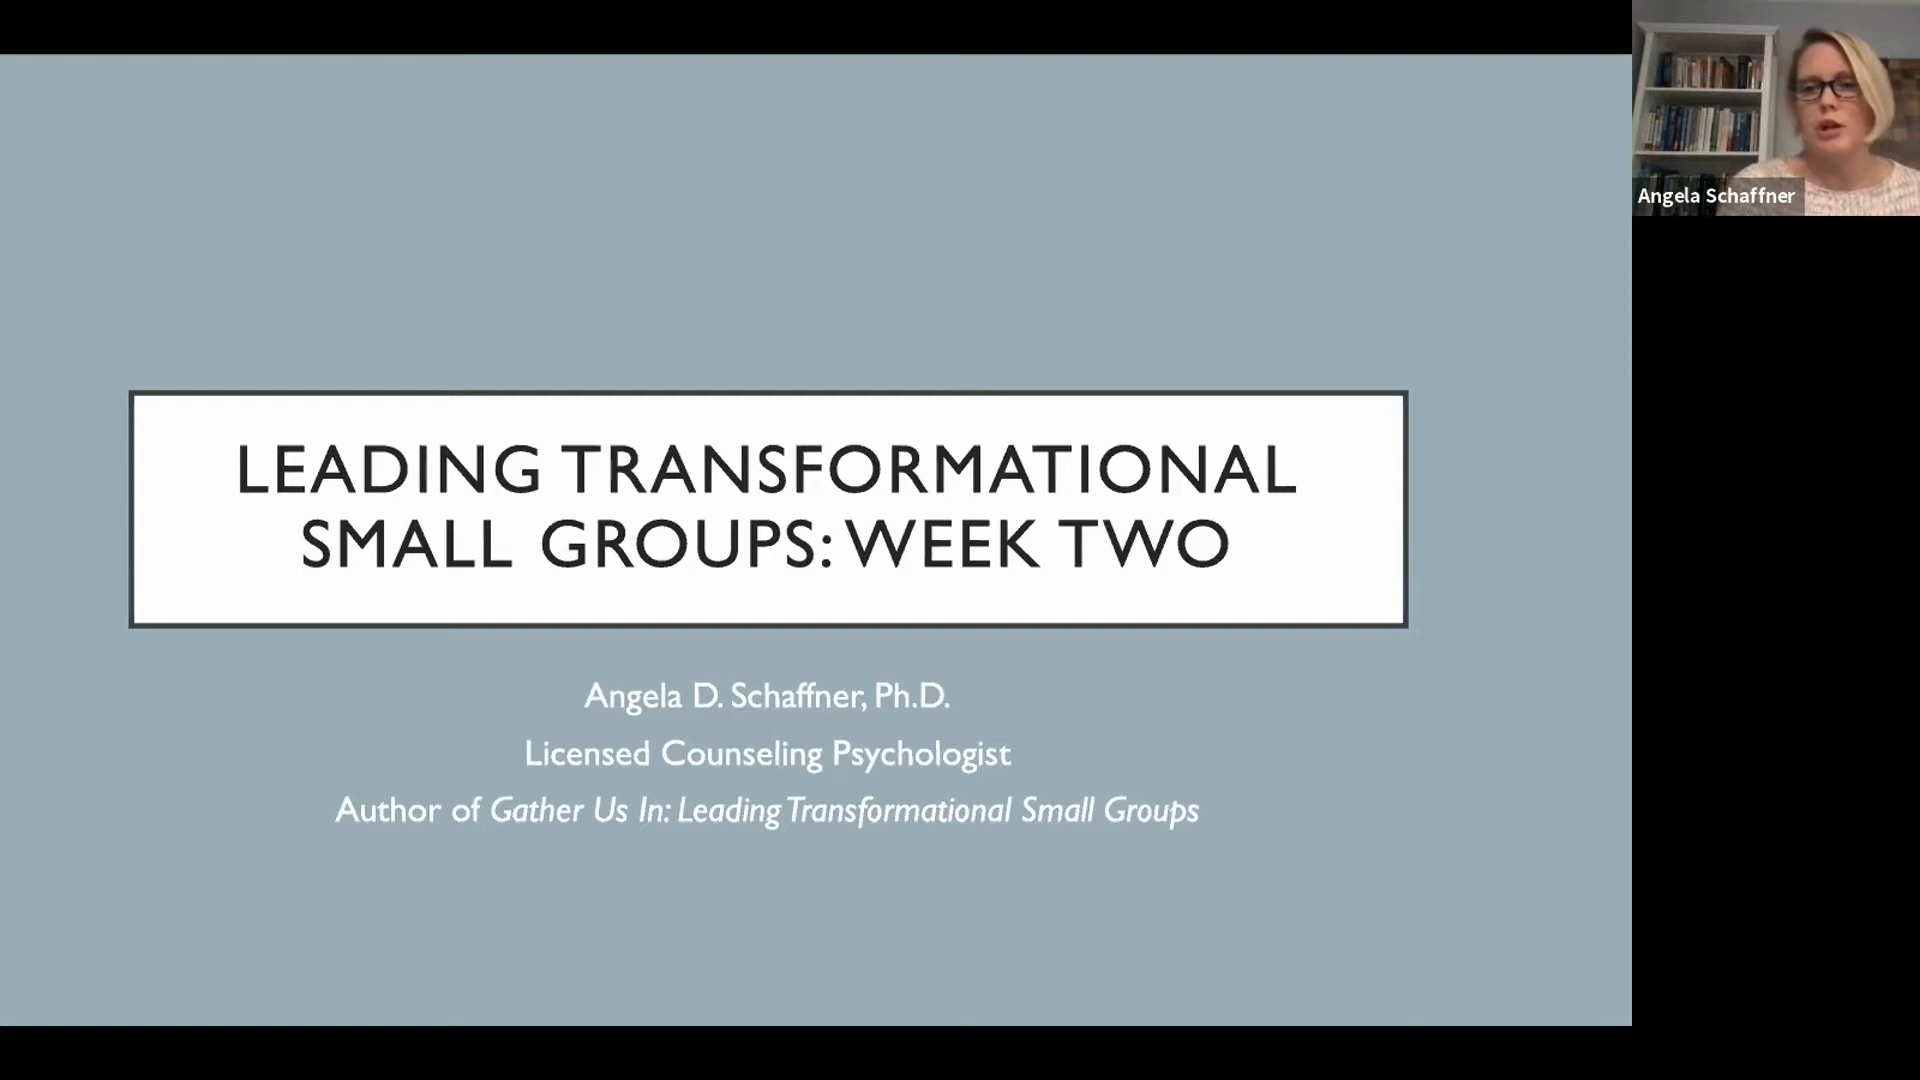 LEADING TRANSFORMATIONAL
SMALL GROUPS: WEEK TWO
Angela D. Schaffner, Ph.D.
Licensed Counseling Psychologist
Author of Gather Us In: Leading Transformational Small Groups
Angela Schaffner